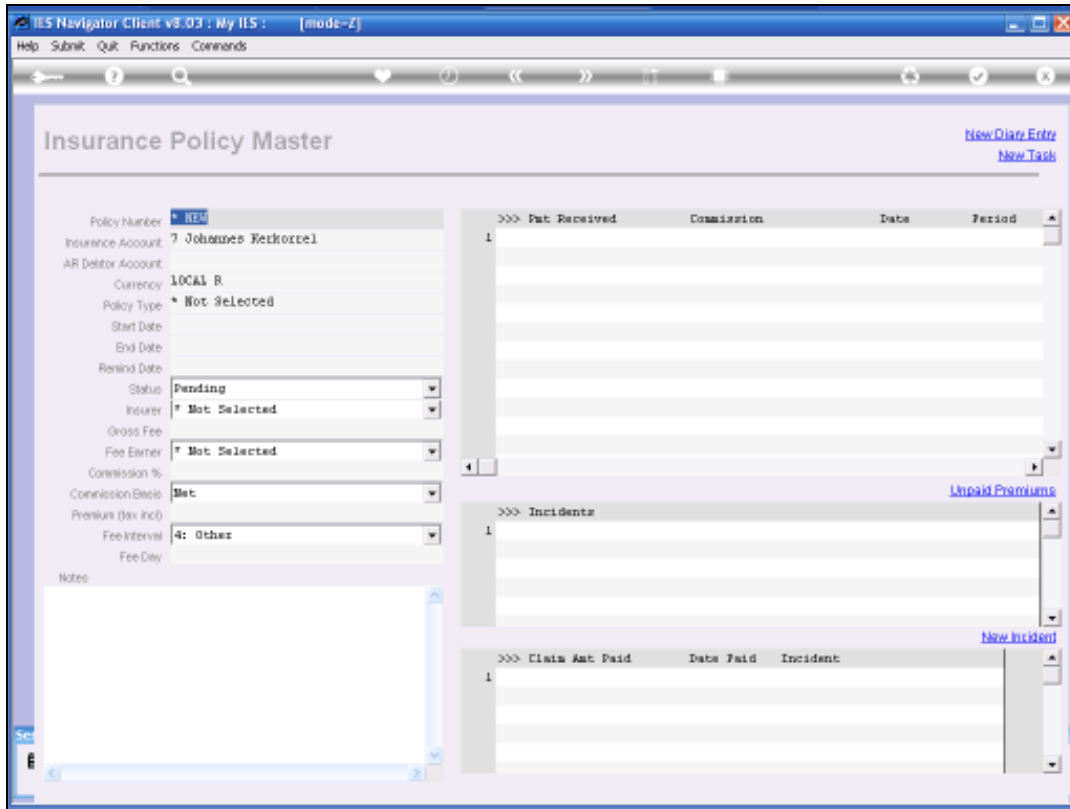 IES Navigator Client v8.03 : My IES : [mode=Z]
Help Submit Quit Functions Commands
Insurance Policy Master
New Diary Entry
New Task
Policy Number * NEW
Insurance Account 7 Johannes Kerkorrel
AR Debtor Account
Currency LOCAL R
Policy Type * Not Selected
Start Date
End Date
Remind Date
Status Pending
Insurer * Not Selected
Gross Fee
Fee Earner * Not Selected
Commission %
Commission Basis Net
Premium (tax incl)
Fee Interval 4: Other
Fee Day
Notes
>>> Pmt Received Commission Date Period
1
Unpaid Premiums
>>> Incidents
1
New Incident
>>> Claim Amt Paid Date Paid Incident
1